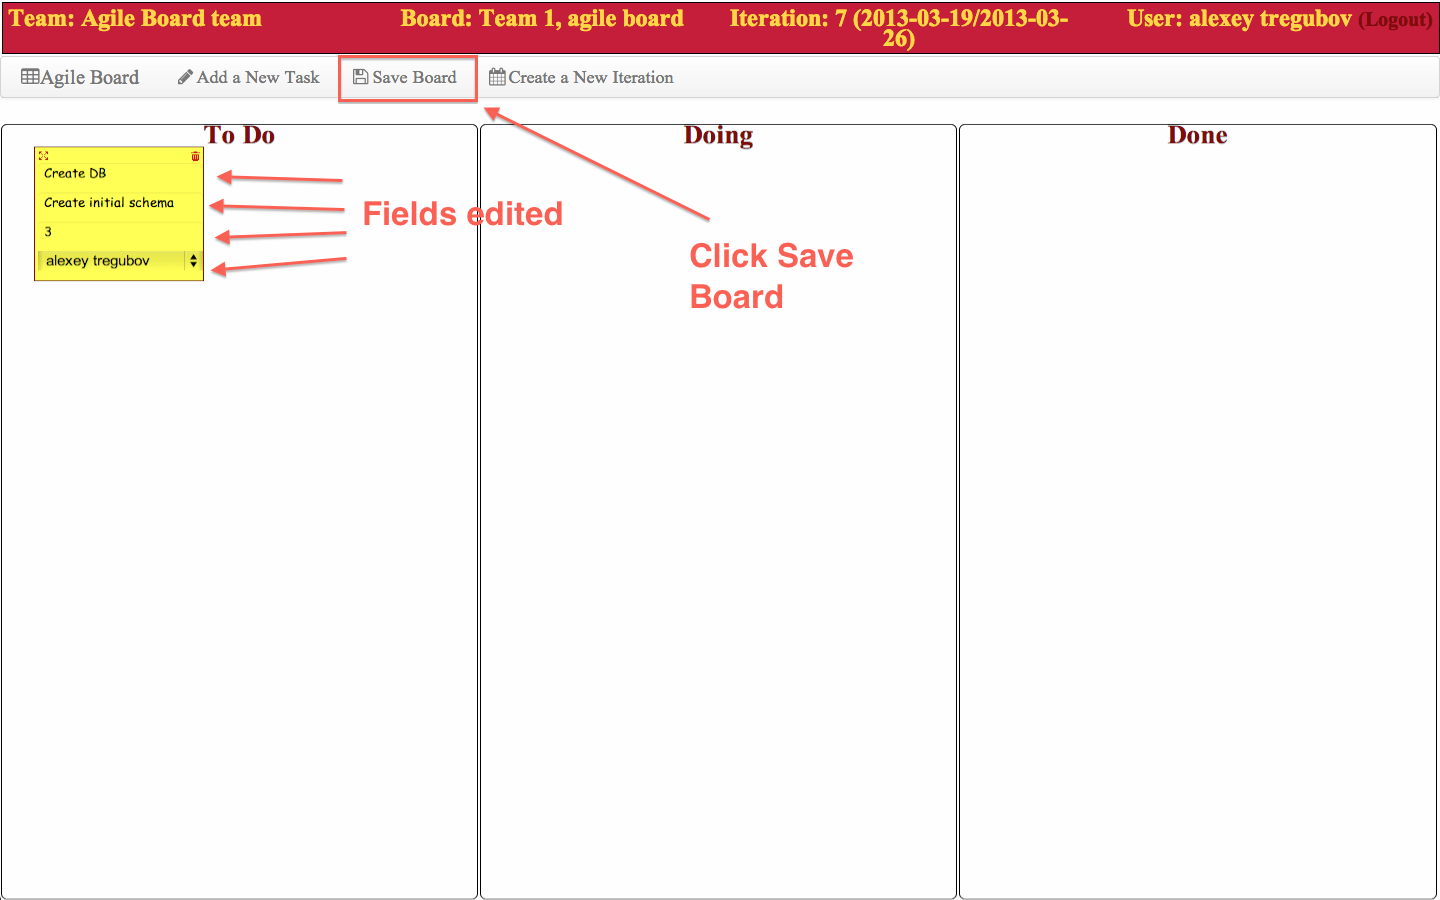 Team: Agile Board team
Board: Team 1, agile board
Iteration: 7 (2013-03-19/2013-03-
26)
User: alexey tregubov (Logout)
Agile Board
Add a New Task
Save Board
Create a New Iteration
To Do
Doing
Done
Create DB
Create initial schema
3
alexey tregubov
Fields edited
Click Save
Board